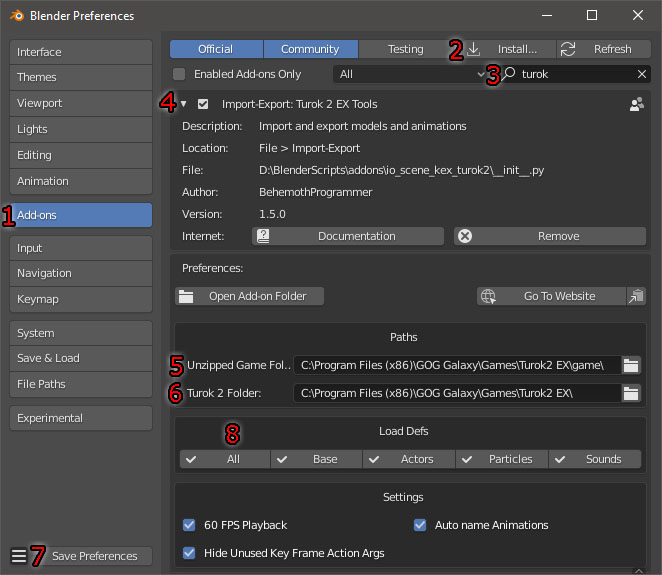 Blender Preferences
Interface
Themes
Viewport
Lights
Editing
Animation
1 Add-ons
Input
Navigation
Keymap
System
Save & Load
File Paths
Experimental
7 Save Preferences
Official Community Testing 2 Install... Refresh
Enabled Add-ons Only All 3 turok
4 Import-Export: Turok 2 EX Tools
Description: Import and export models and animations
Location: File > Import-Export
File: D:\BlenderScripts\addons\io_scene_kex_turok2\__init__.py
Author: BehemothProgrammer
Version: 1.5.0
Internet: Documentation Remove
Preferences:
Open Add-on Folder Go To Website
Paths
5 Unzipped Game Fol.. C:\Program Files (x86)\GOG Galaxy\Games\Turok2 EX\game\
6 Turok 2 Folder: C:\Program Files (x86)\GOG Galaxy\Games\Turok2 EX\
8 Load Defs
All Base Actors Particles Sounds
Settings
60 FPS Playback Auto name Animations
Hide Unused Key Frame Action Args